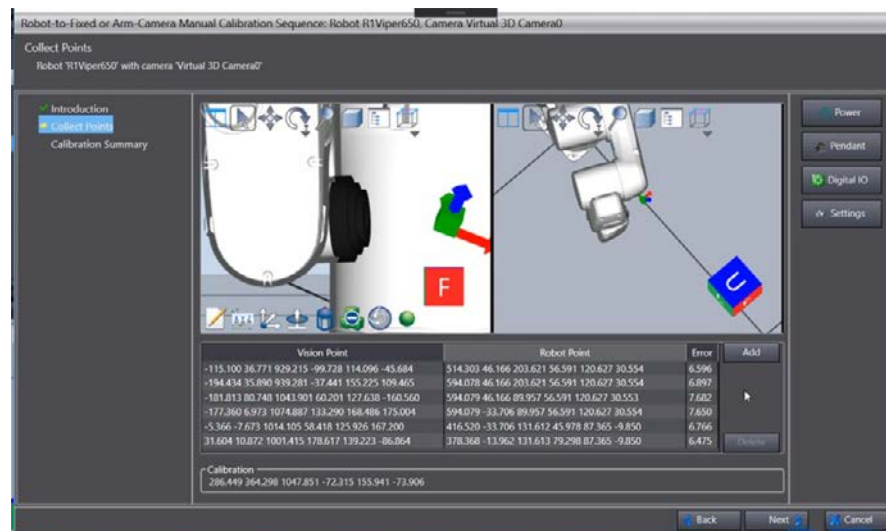 Robot-to-Fixed or Arm-Camera Manual Calibration Sequence: Robot R1Viper650, Camera Virtual 3D Camera0
Collect Points
Robot 'R1Viper650' with camera 'Virtual 3D Camera0'
Introduction
Collect Points
Calibration Summary
F
U
Power
Pendant
Digital IO
Settings
Vision Point Robot Point Error Add
-115.100 36.771 929.215 -99.728 114.096 -45.684 514.303 46.166 203.621 56.591 120.627 30.554 6.596
-194.434 35.890 939.281 -37.441 155.225 109.465 594.078 46.166 203.621 56.591 120.627 30.554 6.897
-181.813 80.748 1043.901 60.201 127.638 -160.560 594.079 46.166 89.957 56.591 120.627 30.553 7.682
-177.360 6.973 1074.887 133.290 168.486 175.004 594.079 -33.706 89.957 56.591 120.627 30.554 7.650
-5.366 -7.673 1014.105 58.418 125.926 167.200 416.520 -33.706 131.612 45.978 87.365 -9.850 6.766
31.604 10.872 1001.415 178.617 139.223 -86.864 378.368 -13.962 131.613 79.298 87.365 -9.850 6.475 Delete
Calibration
286.449 364.298 1047.851 -72.315 155.941 -73.906
Back Next Cancel